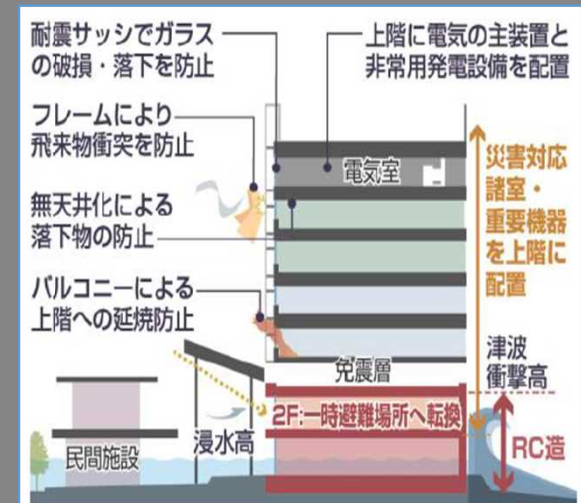 耐震サッシでガラス
の破損・落下を防止
上階に電気の主装置と
非常用発電設備を配置
フレームにより
飛来物衝突を防止
電気室
災害対応
諸室・
重要機器
を上階に
配置
無天井化による
落下物の防止
バルコニーによる
上階への延焼防止
免震層
津波
衝撃高
2F:一時避難場所へ転換
浸水高
民間施設
RC造